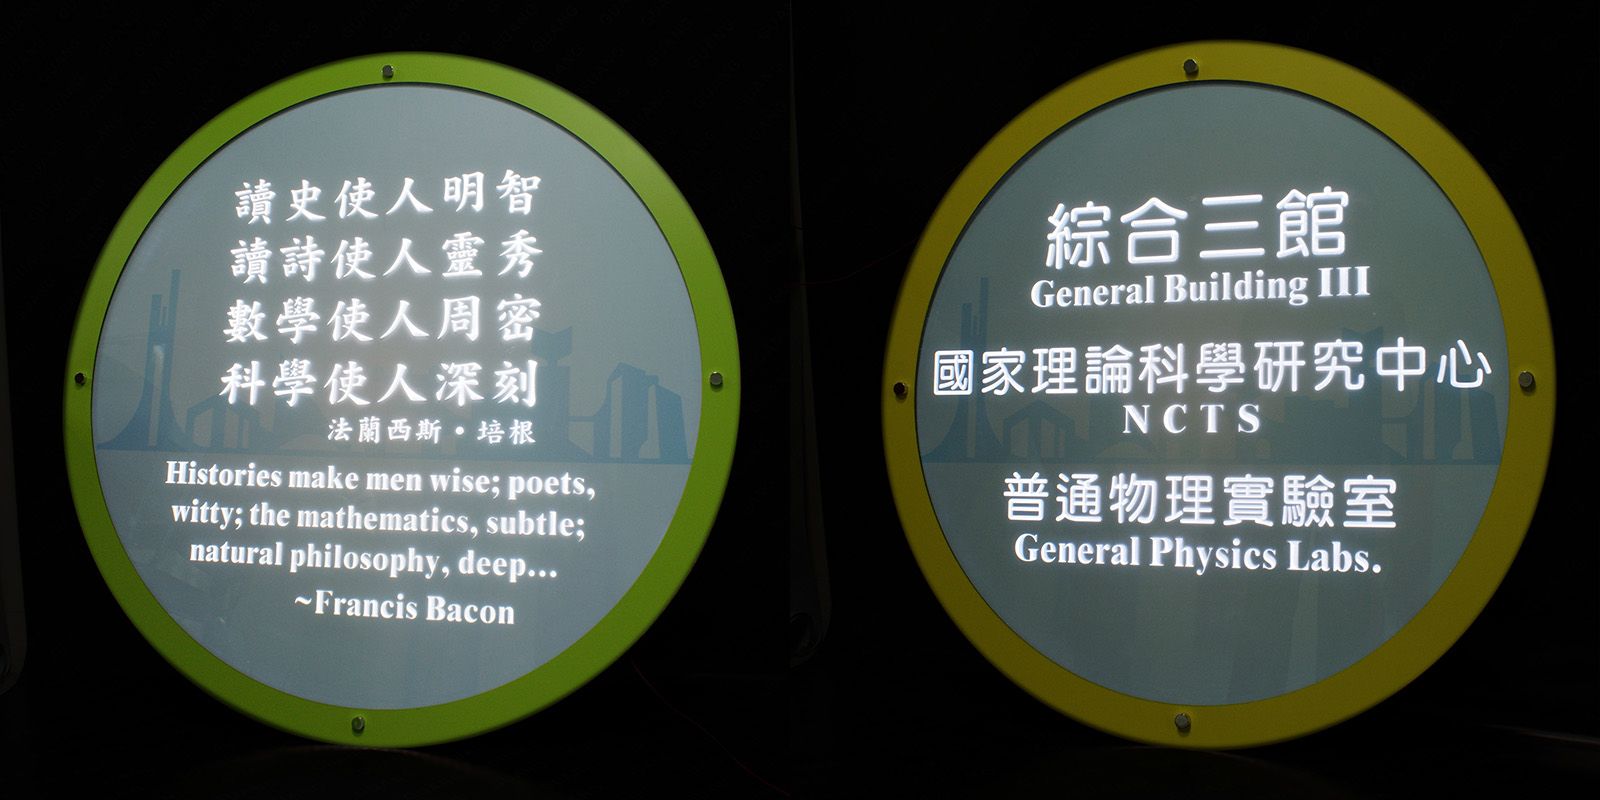 讀史使人明智
讀詩使人靈秀
數學使人周密
科學使人深刻
法蘭西斯・培根
Histories make men wise; poets,
witty; the mathematics, subtle;
natural philosophy, deep...
~Francis Bacon
綜合三館
General Building III
國家理論科學研究中心
NCTS
普通物理實驗室
General Physics Labs.